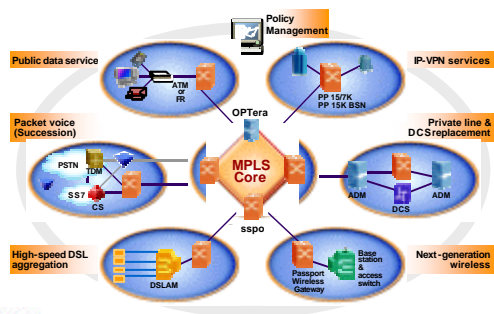 Policy
Management
Public data service
ATM
or
FR
IP-VPN services
PP 15/7K
PP 15K BSN
OPTera
Packet voice
(Succession)
PSTN
TDM
SS7
CS
MPLS
Core
sspo
Private line &
DCS replacement
ADM
DCS
ADM
High-speed DSL
aggregation
DSLAM
Passport
Wireless
Gateway
Base
station
&
access
switch
Next-generation
wireless